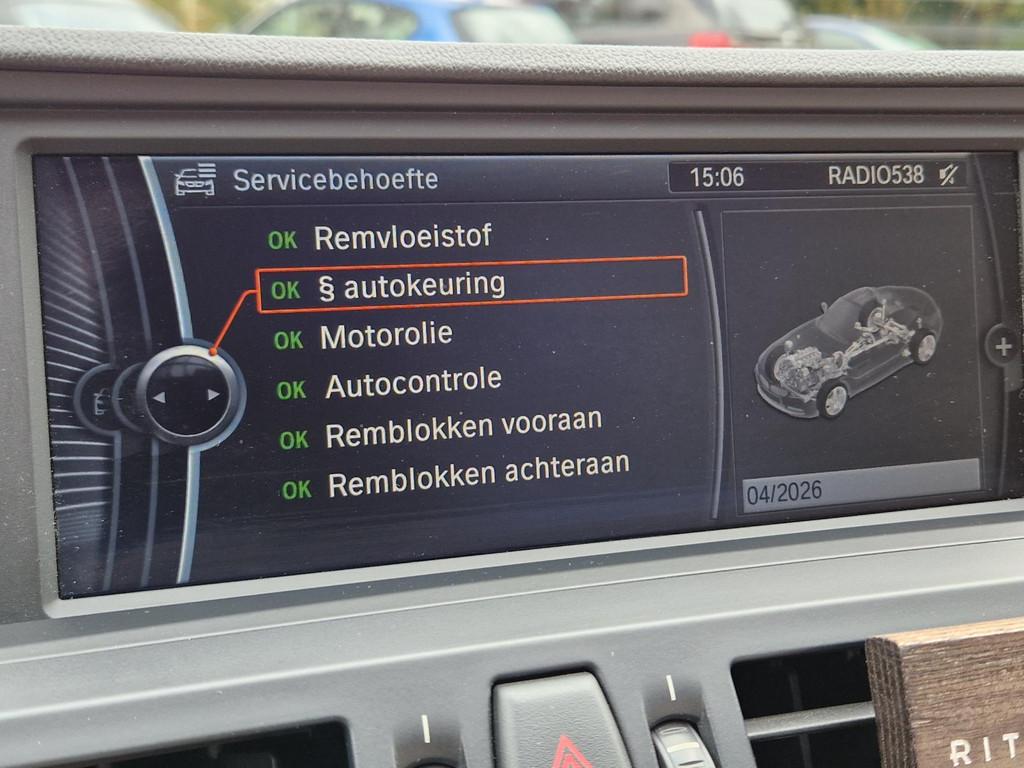 Servicebehoefte
15:06 RADIO538
OK Remvloeistof
OK § autokeuring
OK Motorolie
OK Autocontrole
OK Remblokken vooraan
OK Remblokken achteraan
04/2026
RIT